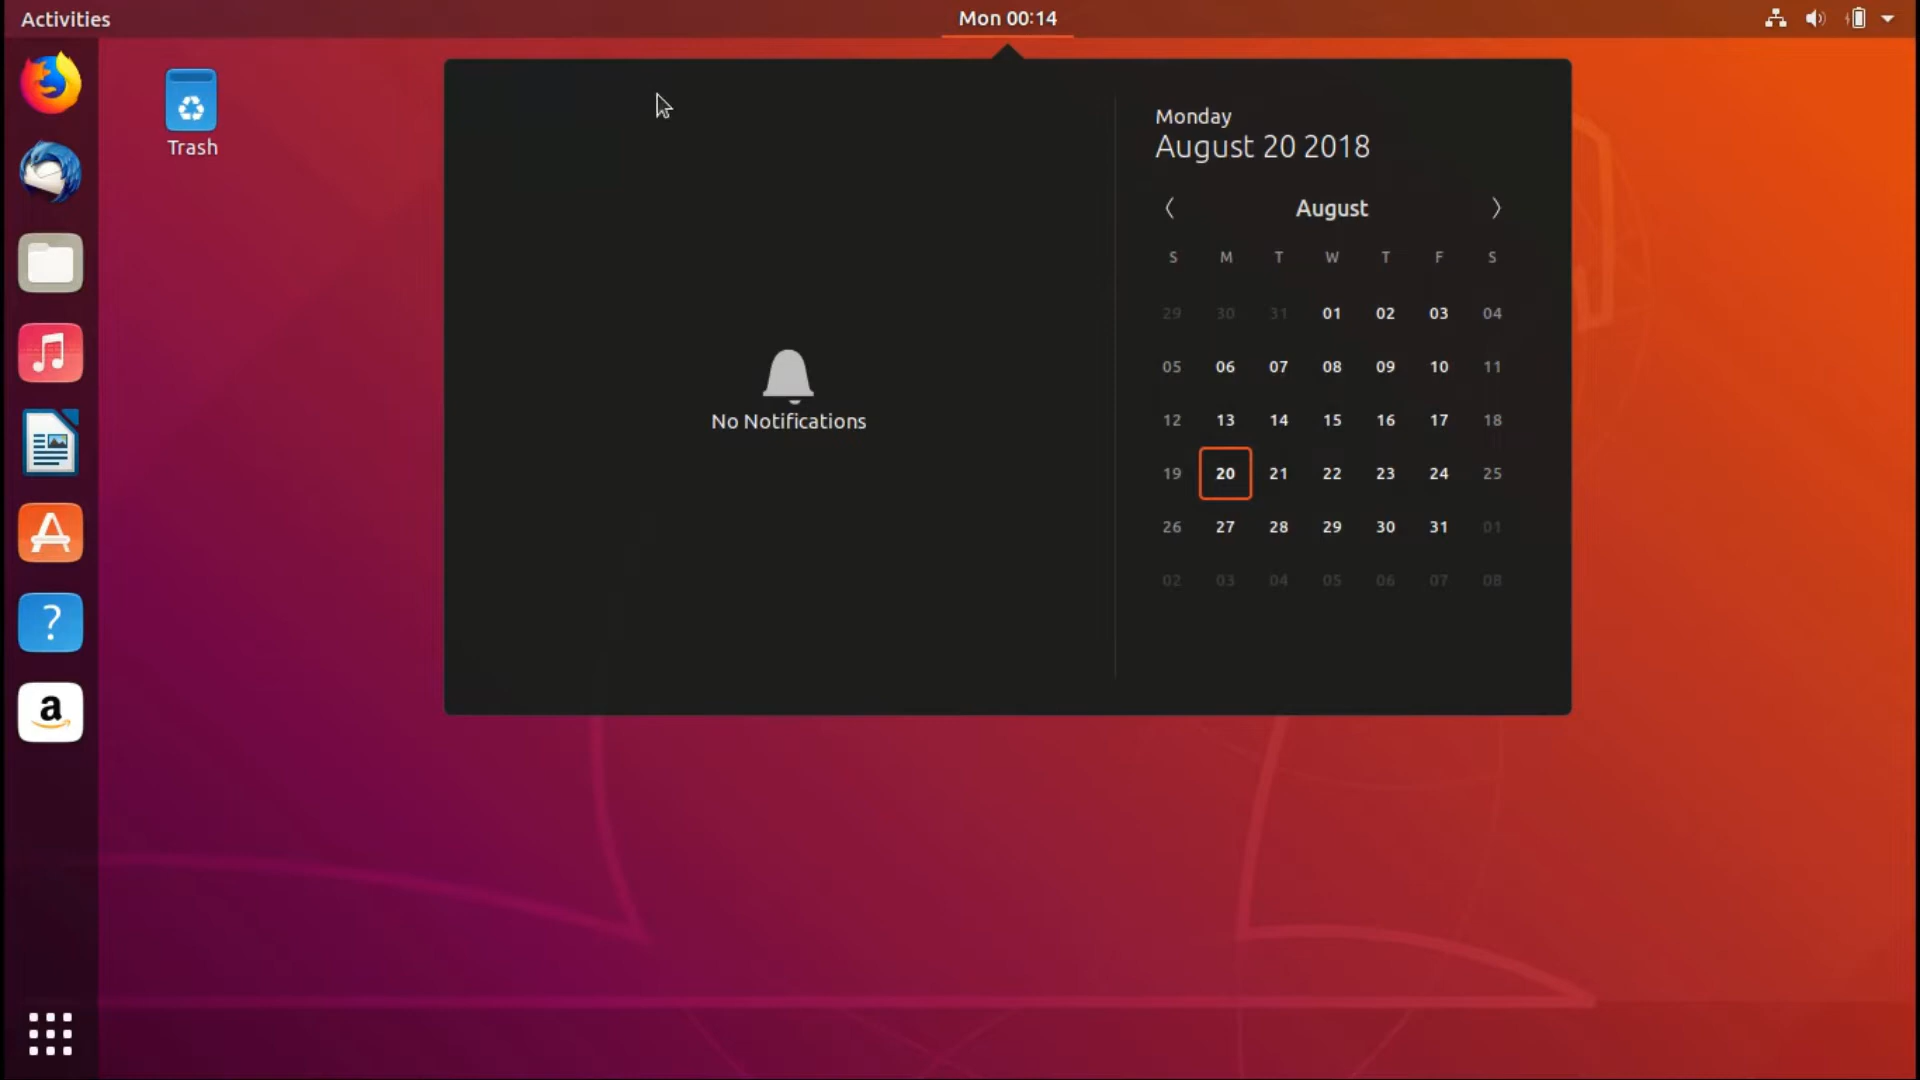 Activities
Mon 00:14
Trash
Monday
August 20 2018
August
S M T W T F S
29 30 31 01 02 03 04
05 06 07 08 09 10 11
12 13 14 15 16 17 18
19 20 21 22 23 24 25
26 27 28 29 30 31 01
02 03 04 05 06 07 08
No Notifications
?
a